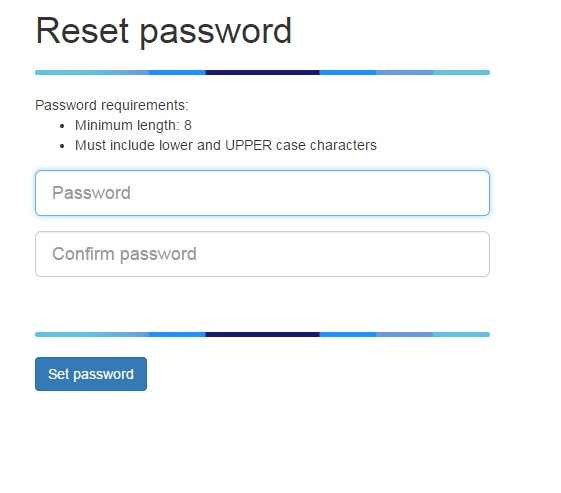 Reset password
Password requirements:
Minimum length: 8
Must include lower and UPPER case characters
Password
Confirm password
Set password